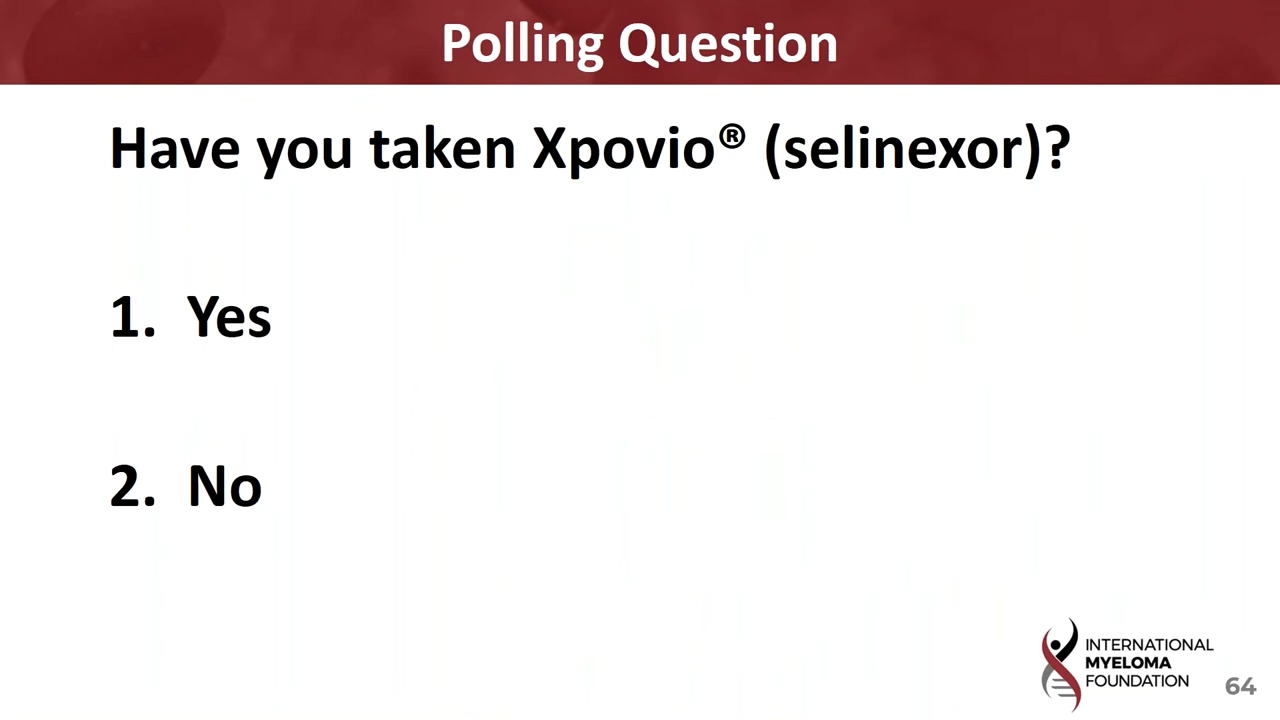 Polling Question
Have you taken Xpovio® (selinexor)?
1. Yes
2. No
INTERNATIONAL
MYELOMA
FOUNDATION
64